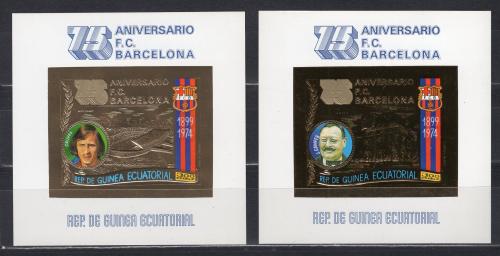 75 ANIVERSARIO
F.C.
BARCELONA
75 ANIVERSARIO
F.C.
BARCELONA
F C B
1899
1974
REP. DE GUINEA ECUATORIAL
REP. DE GUINEA ECUATORIAL
75 ANIVERSARIO
F.C.
BARCELONA
75 ANIVERSARIO
F.C.
BARCELONA
F C B
1899
1974
REP. DE GUINEA ECUATORIAL
REP. DE GUINEA ECUATORIAL